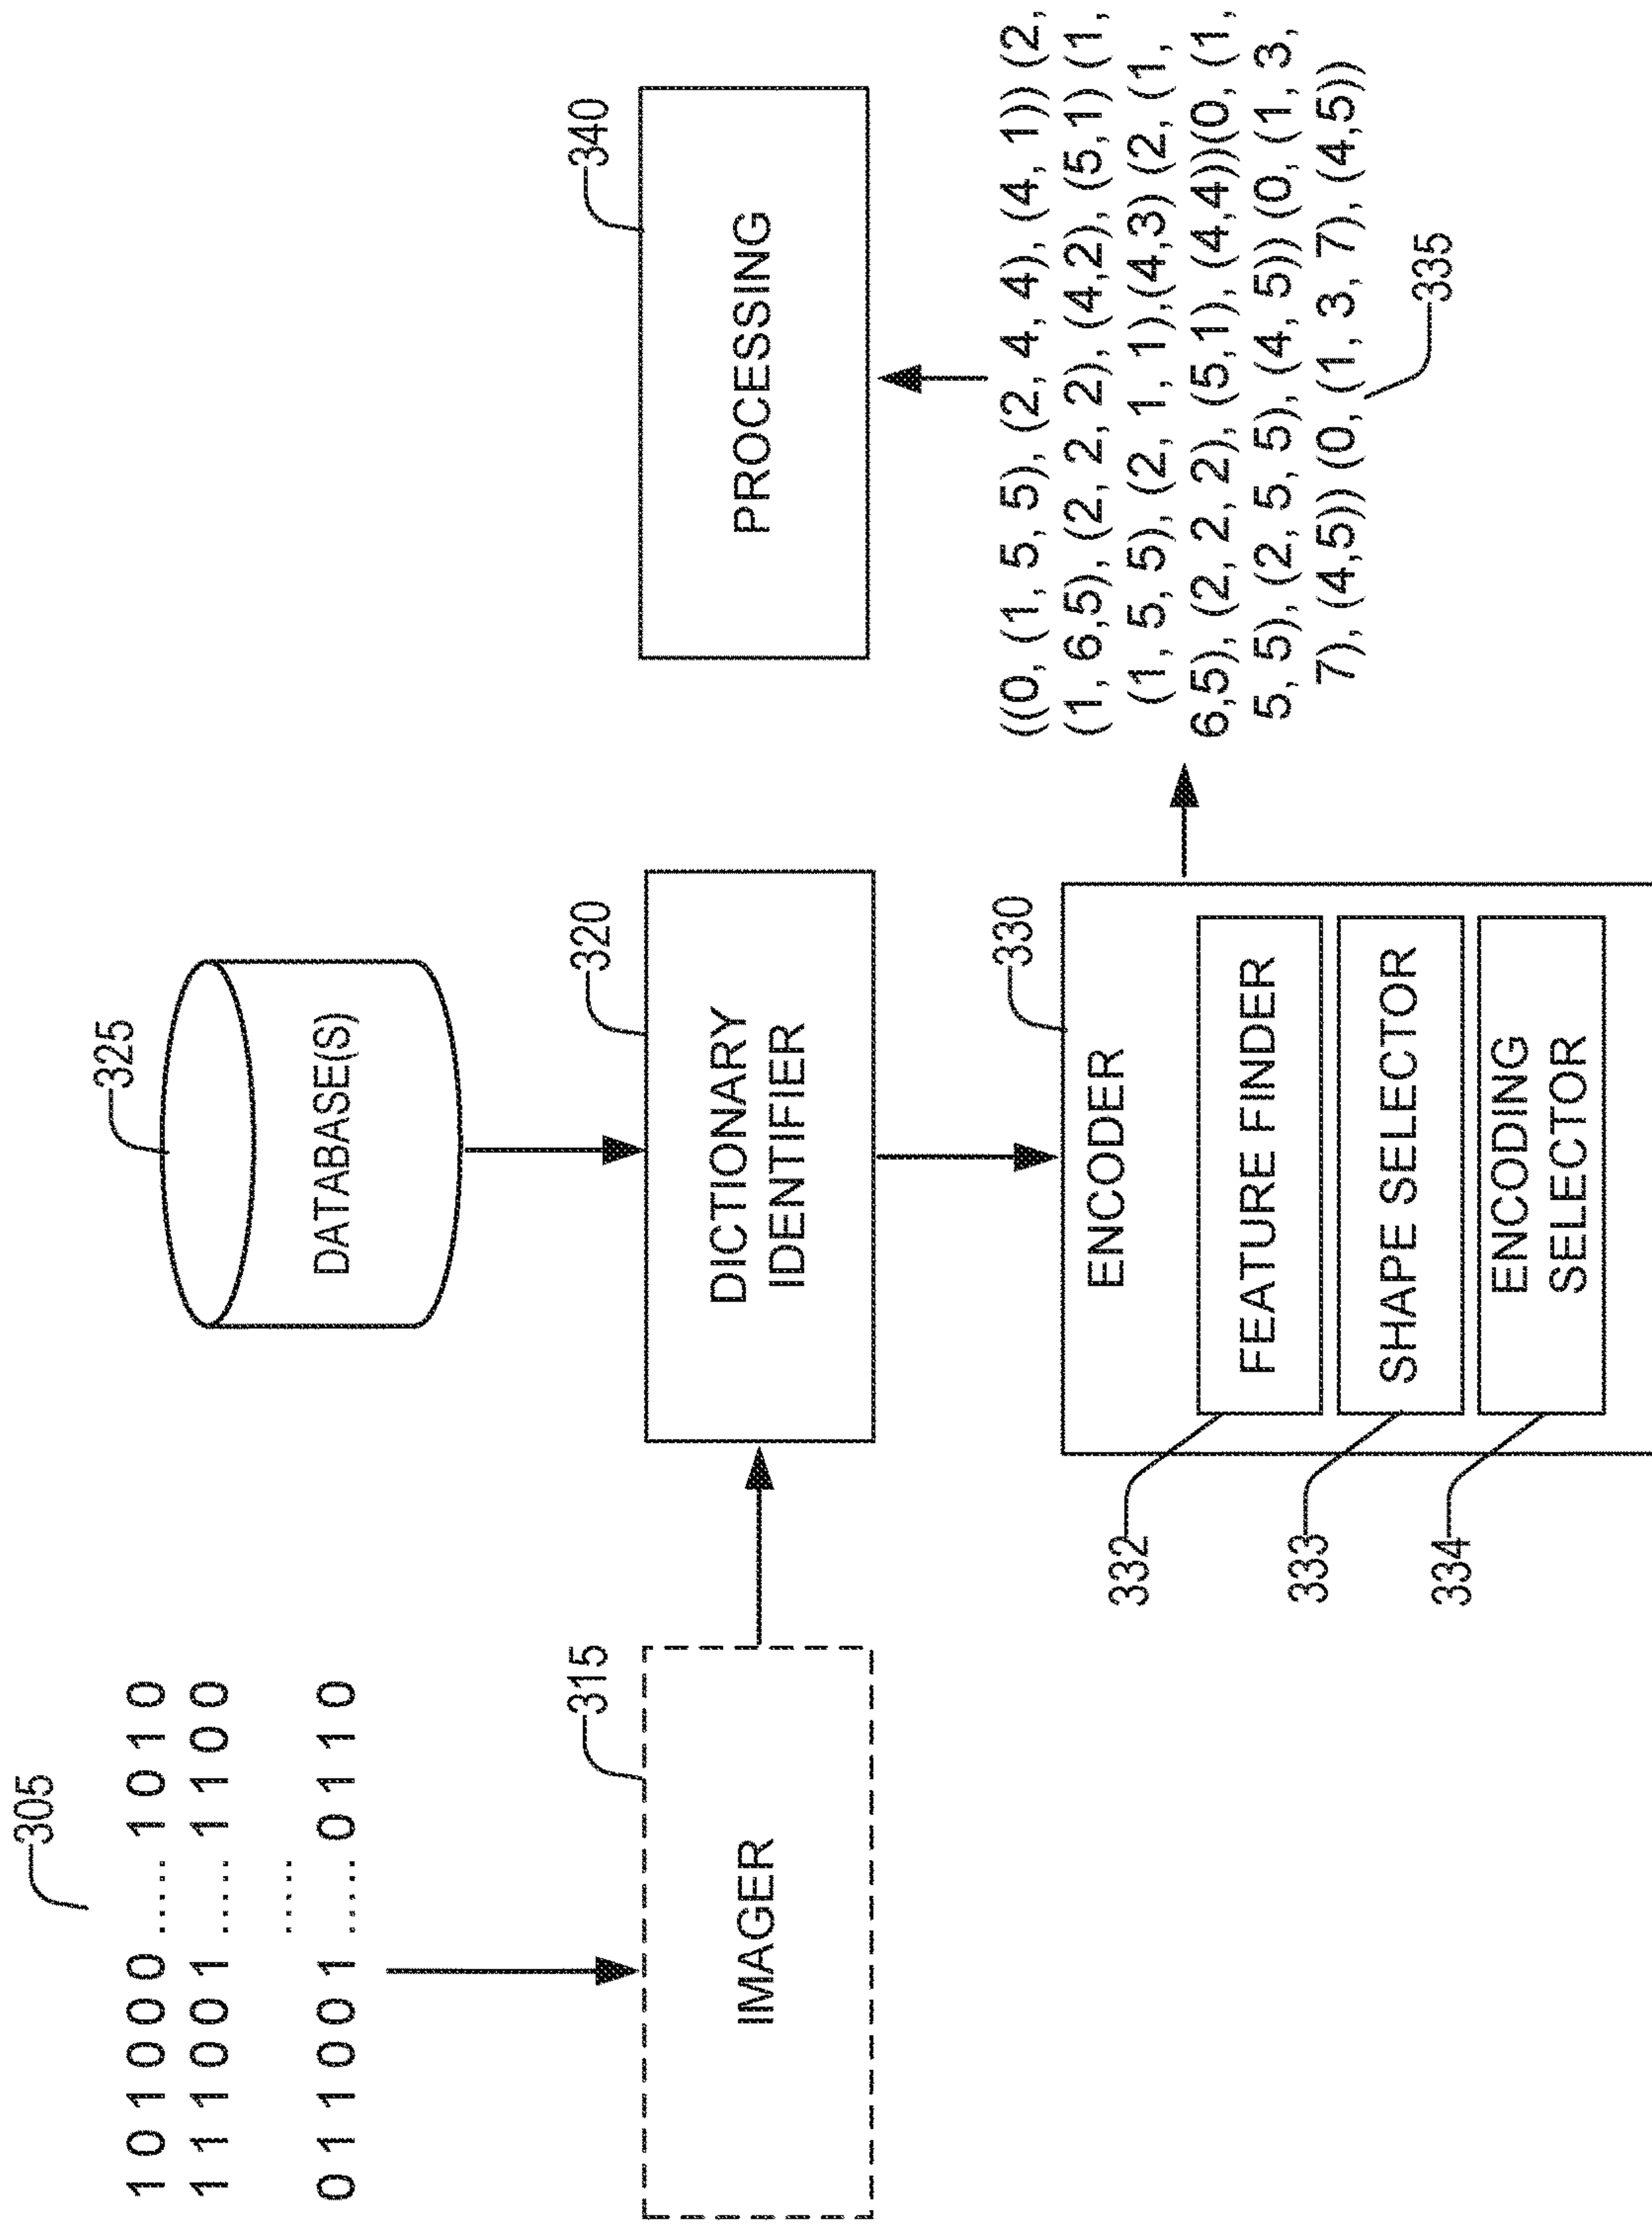 305
1 0 1 0 0 0 ..... 1 0 1 0
1 1 1 0 0 1 ..... 1 1 0 0
.....
0 1 1 0 0 1 ..... 0 1 1 0
315
IMAGER
325
DATABASE(S)
320
DICTIONARY
IDENTIFIER
330
ENCODER
332
FEATURE FINDER
333
SHAPE SELECTOR
334
ENCODING
SELECTOR
340
PROCESSING
((0, (1, 5, 5), (2, 4, 4), (4, 1)) (2,
(1, 6,5), (2, 2, 2), (4,2), (5,1) (1,
(1, 5, 5), (2, 1, 1),(4,3) (2, (1,
6,5), (2, 2, 2), (5,1), (4,4))(0, (1,
5, 5), (2, 5, 5), (4, 5)) (0, (1, 3,
7), (4,5)) (0, (1, 3, 7), (4,5))
335